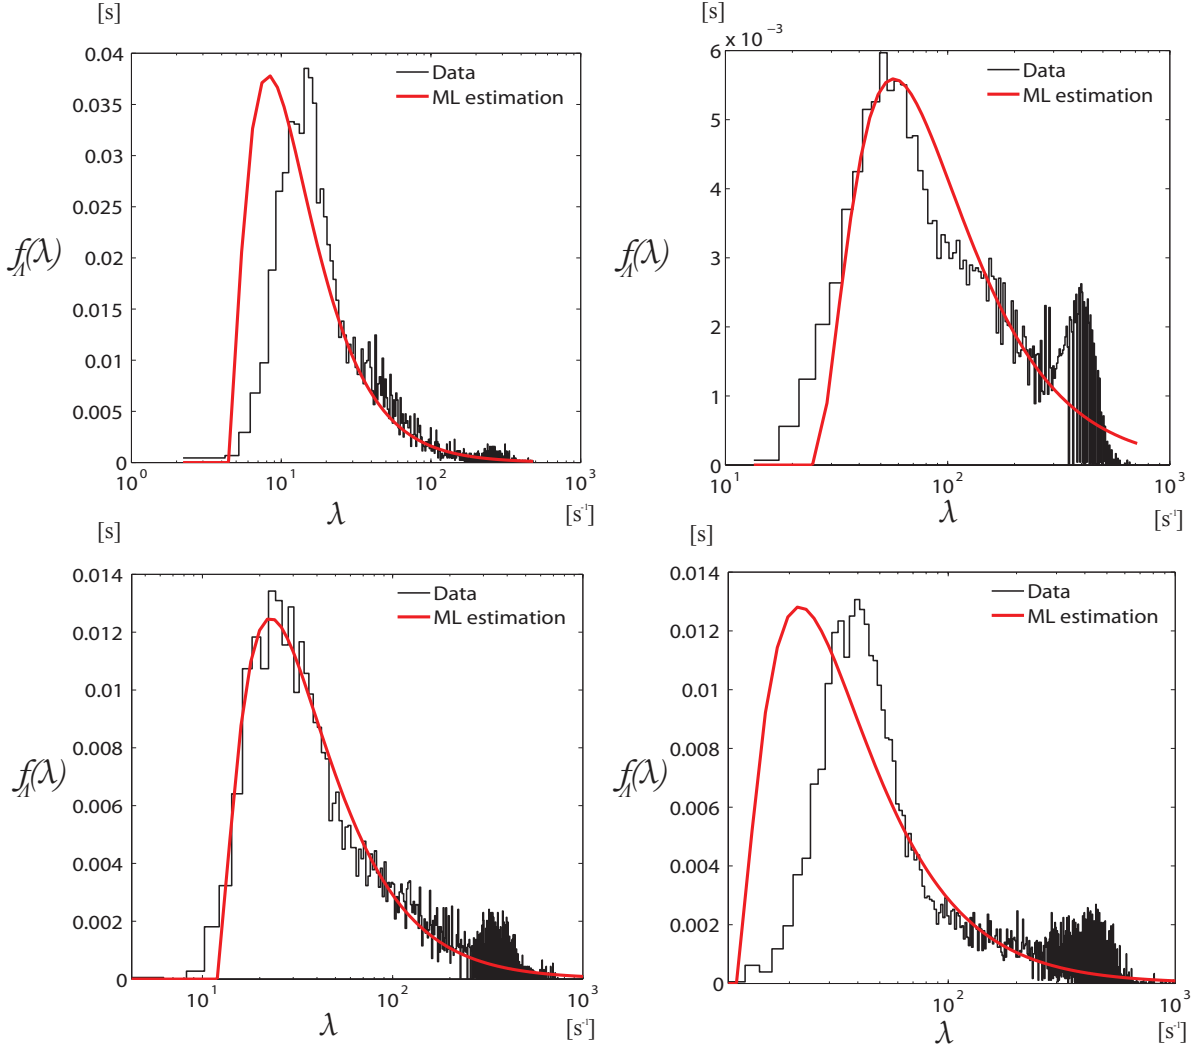 [s]
0.04
0.035
0.03
0.025
0.02
0.015
0.01
0.005
0
Data
ML estimation
f_Λ(λ)
10^0 10^1 10^2 10^3
λ
[s^-1]
[s]
6 x 10^-3
5
4
3
2
1
0
Data
ML estimation
f_Λ(λ)
10^1 10^2 10^3
λ
[s^-1]
[s]
0.014
0.012
0.01
0.008
0.006
0.004
0.002
0
Data
ML estimation
f_Λ(λ)
10^1 10^2 10^3
λ
[s^-1]
[s]
0.014
0.012
0.01
0.008
0.006
0.004
0.002
0
Data
ML estimation
f_Λ(λ)
10^2 10^3
λ
[s^-1]